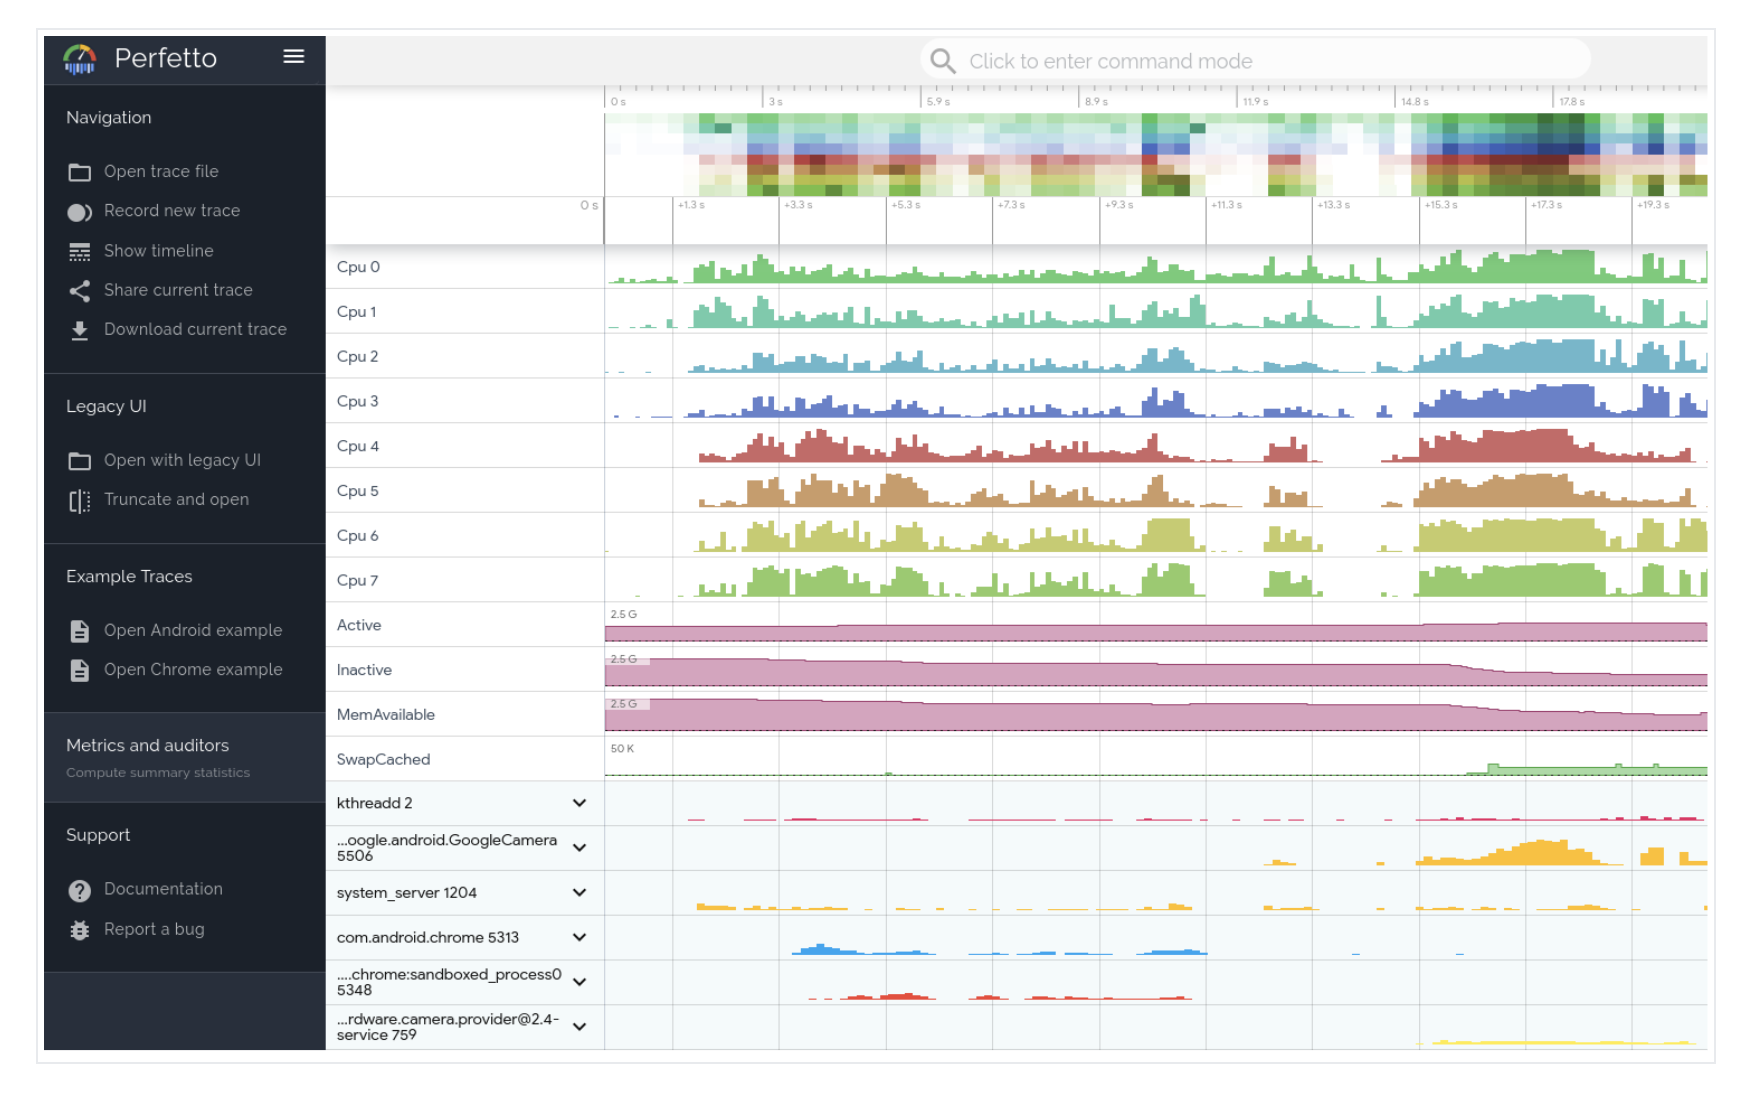 Perfetto
Click to enter command mode
Navigation
Open trace file
Record new trace
Show timeline
Share current trace
Download current trace
Legacy UI
Open with legacy UI
Truncate and open
Example Traces
Open Android example
Open Chrome example
Metrics and auditors
Compute summary statistics
Support
Documentation
Report a bug
0 s 3 s 5.9 s 8.9 s 11.9 s 14.8 s 17.8 s
0 s +1.3 s +3.3 s +5.3 s +7.3 s +9.3 s +11.3 s +13.3 s +15.3 s +17.3 s +19.3 s
Cpu 0
Cpu 1
Cpu 2
Cpu 3
Cpu 4
Cpu 5
Cpu 6
Cpu 7
Active 2.5 G
Inactive 2.5 G
MemAvailable 2.5 G
SwapCached 50 K
kthreadd 2
...oogle.android.GoogleCamera
5506
system_server 1204
com.android.chrome 5313
....chrome:sandboxed_process0
5348
...rdware.camera.provider@2.4-
service 759